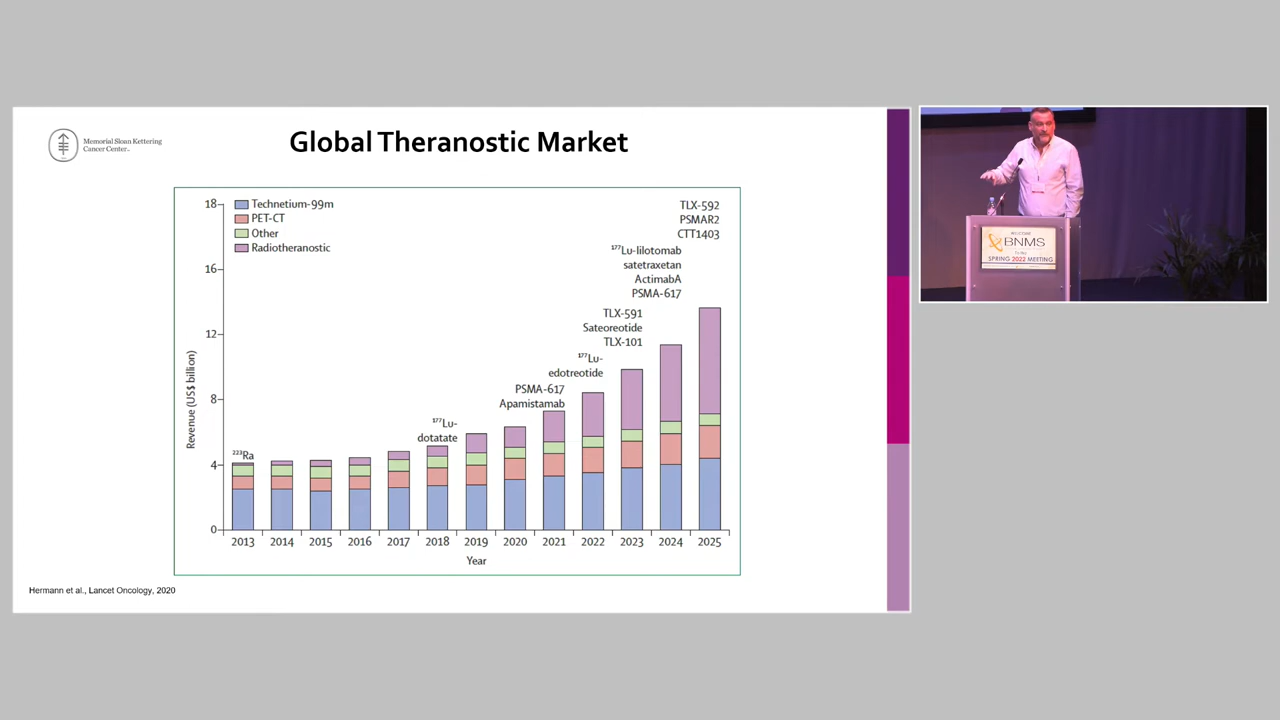 Memorial Sloan Kettering
Cancer Center™
Global Theranostic Market
Technetium-99m
PET-CT
Other
Radiotheranostic
Revenue (US$ billion)
18
16
12
8
4
0
²²³Ra
¹⁷⁷Lu-
dotatate
PSMA-617
Apamistamab
¹⁷⁷Lu-
edotreotide
TLX-591
Sateoreotide
TLX-101
¹⁷⁷Lu-lilotomab
satetraxetan
ActimabA
PSMA-617
TLX-592
PSMAR2
CTT1403
2013 2014 2015 2016 2017 2018 2019 2020 2021 2022 2023 2024 2025
Year
Hermann et al., Lancet Oncology, 2020
WELCOME
BNMS
SPRING 2022 MEETING